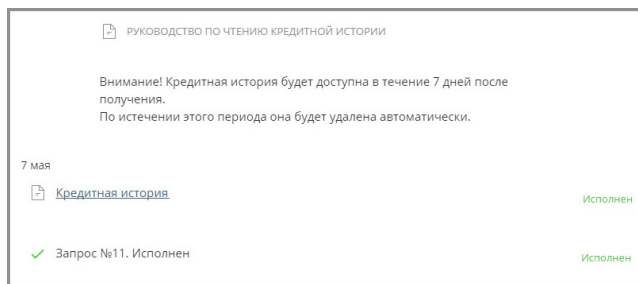 РУКОВОДСТВО ПО ЧТЕНИЮ КРЕДИТНОЙ ИСТОРИИ
Внимание! Кредитная история будет доступна в течение 7 дней после
получения.
По истечении этого периода она будет удалена автоматически.
7 мая
Кредитная история
Исполнен
Запрос №11. Исполнен
Исполнен